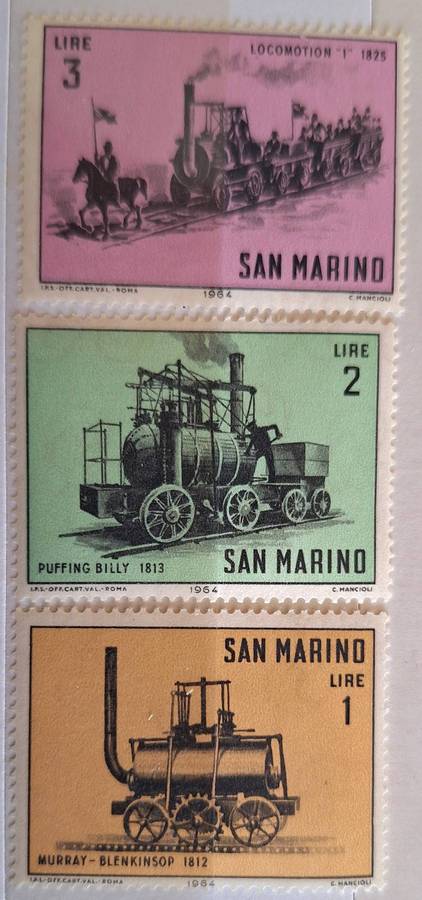 LIRE
3
LOCOMOTION "1" 1825
SAN MARINO
I.P.S.-OFF. CART. VAL.-ROMA 1964 C. MANCIOLI
LIRE
2
PUFFING BILLY 1813
SAN MARINO
I.P.S.-OFF. CART. VAL.-ROMA 1964 C. MANCIOLI
SAN MARINO
LIRE
1
MURRAY-BLENKINSOP 1812
I.P.S.-OFF. CART. VAL.-ROMA 1964 C. MANCIOLI